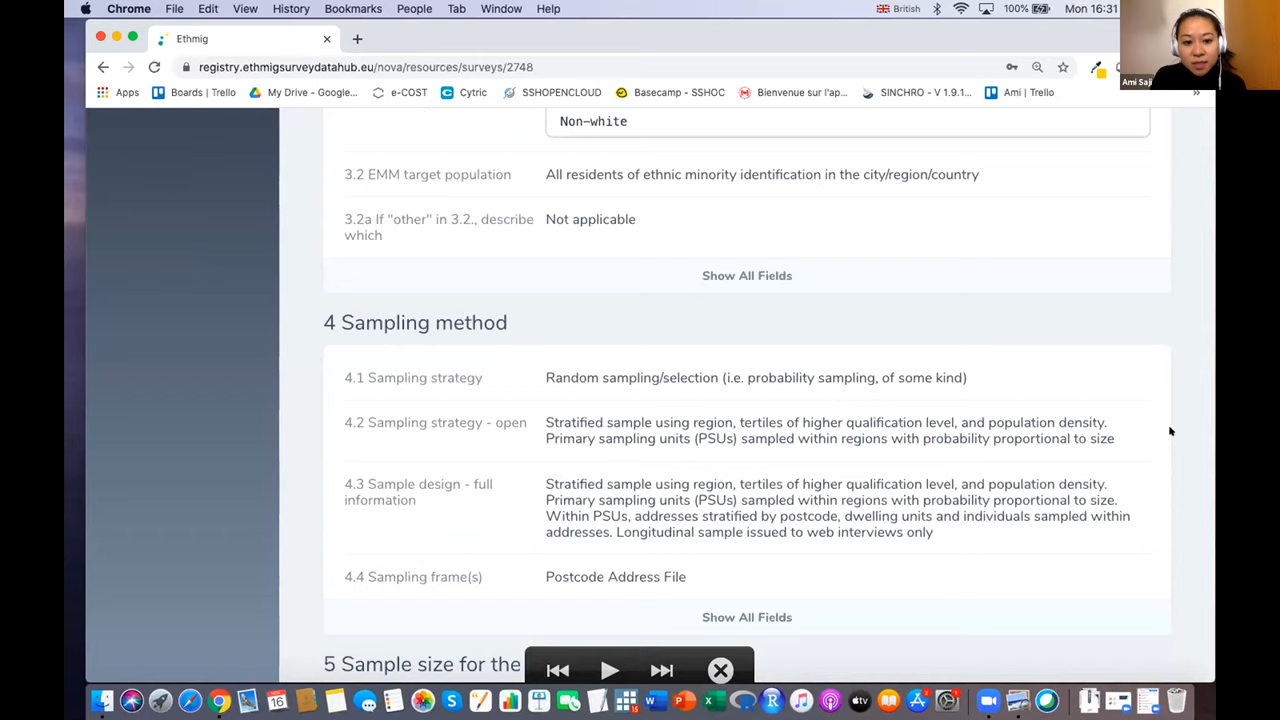 Chrome File Edit View History Bookmarks People Tab Window Help British 100% Mon 16:31
Ethmig
registry.ethmigsurveydatahub.eu/nova/resources/surveys/2748
Apps Boards | Trello My Drive - Google... e-COST Cytric SSHOPENCLOUD Basecamp - SSHOC Bienvenue sur l'ap... SINCHRO - V 1.9.1... Ami | Trello »
Non-white
3.2 EMM target population All residents of ethnic minority identification in the city/region/country
3.2a If "other" in 3.2., describe Not applicable
which
Show All Fields
4 Sampling method
4.1 Sampling strategy Random sampling/selection (i.e. probability sampling, of some kind)
4.2 Sampling strategy - open Stratified sample using region, tertiles of higher qualification level, and population density.
Primary sampling units (PSUs) sampled within regions with probability proportional to size
4.3 Sample design - full Stratified sample using region, tertiles of higher qualification level, and population density.
information Primary sampling units (PSUs) sampled within regions with probability proportional to size.
Within PSUs, addresses stratified by postcode, dwelling units and individuals sampled within
addresses. Longitudinal sample issued to web interviews only
4.4 Sampling frame(s) Postcode Address File
Show All Fields
5 Sample size for the